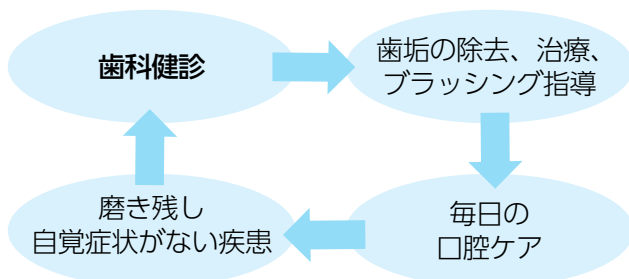 歯科健診
歯垢の除去、治療、
ブラッシング指導
毎日の
口腔ケア
磨き残し
自覚症状がない疾患